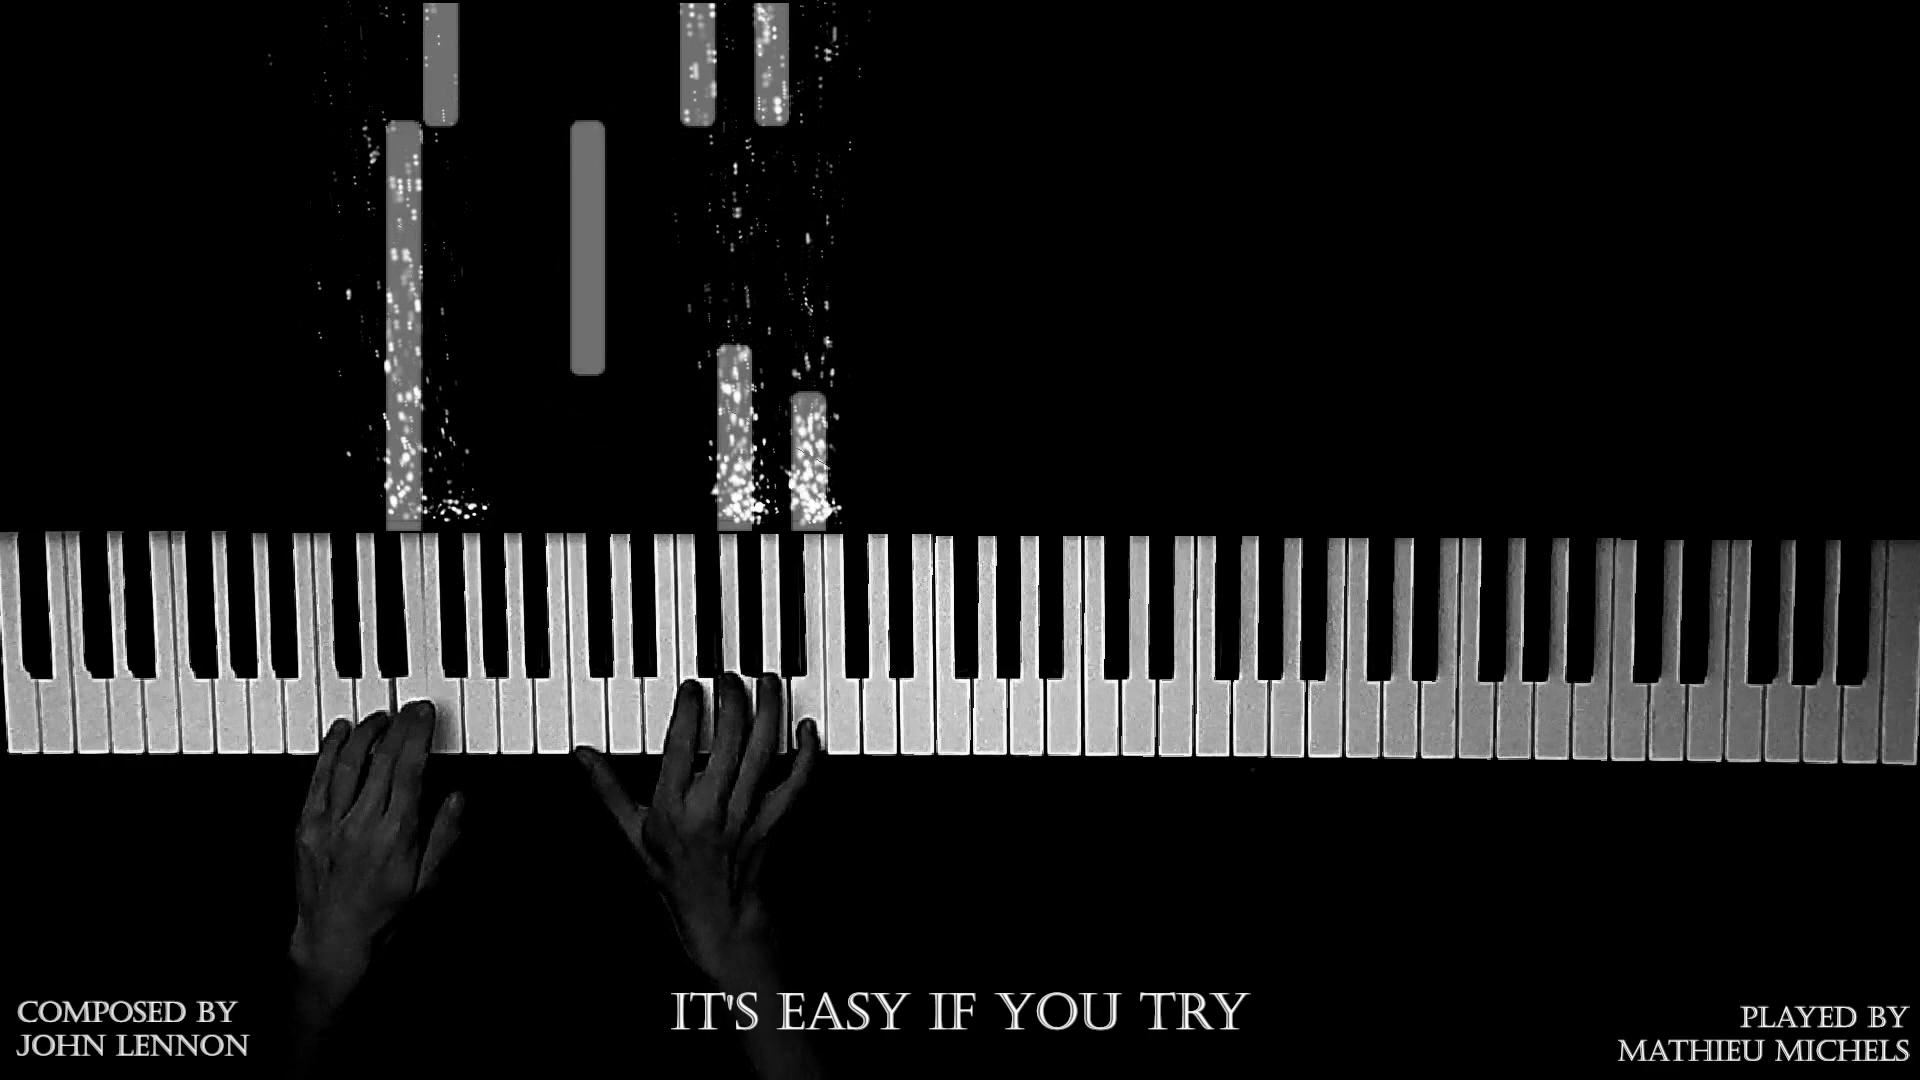 IT'S EASY IF YOU TRY
COMPOSED BY
JOHN LENNON
PLAYED BY
MATHIEU MICHELS